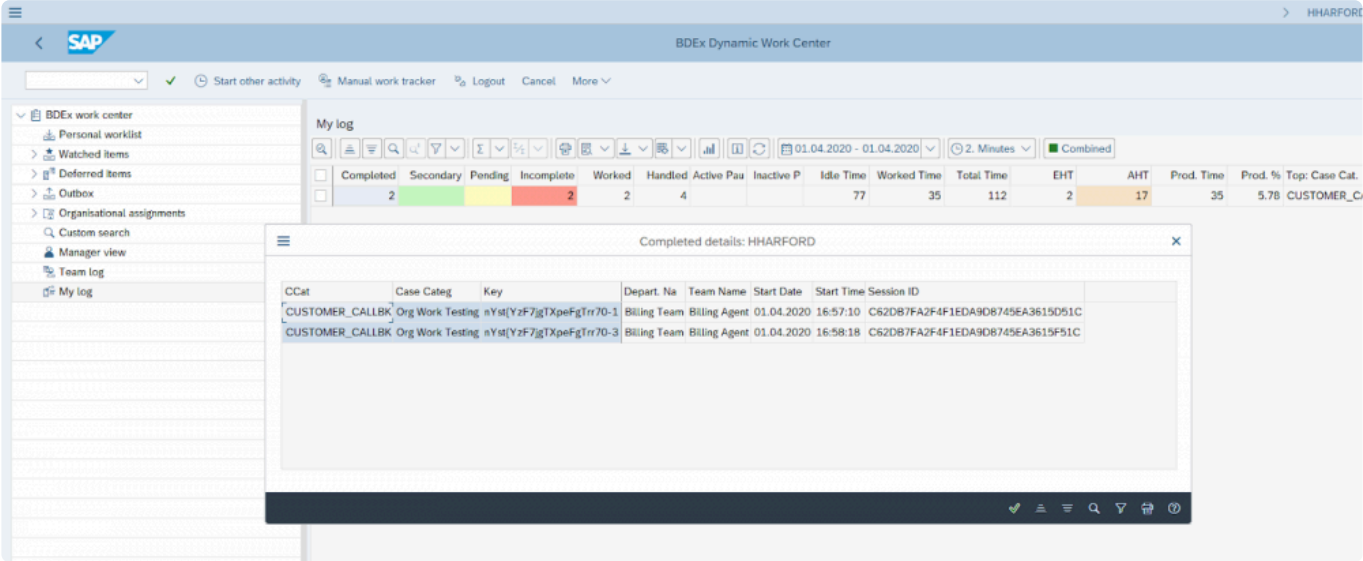 HHARFORD
SAP
BDEx Dynamic Work Center
Start other activity Manual work tracker Logout Cancel More
BDEx work center
Personal worklist
Watched items
Deferred items
Outbox
Organisational assignments
Custom search
Manager view
Team log
My log
My log
01.04.2020 - 01.04.2020 2. Minutes Combined
Completed Secondary Pending Incomplete Worked Handled Active Pau Inactive P Idle Time Worked Time Total Time EHT AHT Prod. Time Prod. % Top: Case Cat.
2 2 2 4 77 35 112 2 17 35 5.78 CUSTOMER_CA
Completed details: HHARFORD
CCat Case Categ Key Depart. Na Team Name Start Date Start Time Session ID
CUSTOMER_CALLBK Org Work Testing nYst[YzF7jgTXpeFgTrr70-1 Billing Team Billing Agent 01.04.2020 16:57:10 C62DB7FA2F4F1EDA9D8745EA3615D51C
CUSTOMER_CALLBK Org Work Testing nYst[YzF7jgTXpeFgTrr70-3 Billing Team Billing Agent 01.04.2020 16:58:18 C62DB7FA2F4F1EDA9D8745EA3615F51C